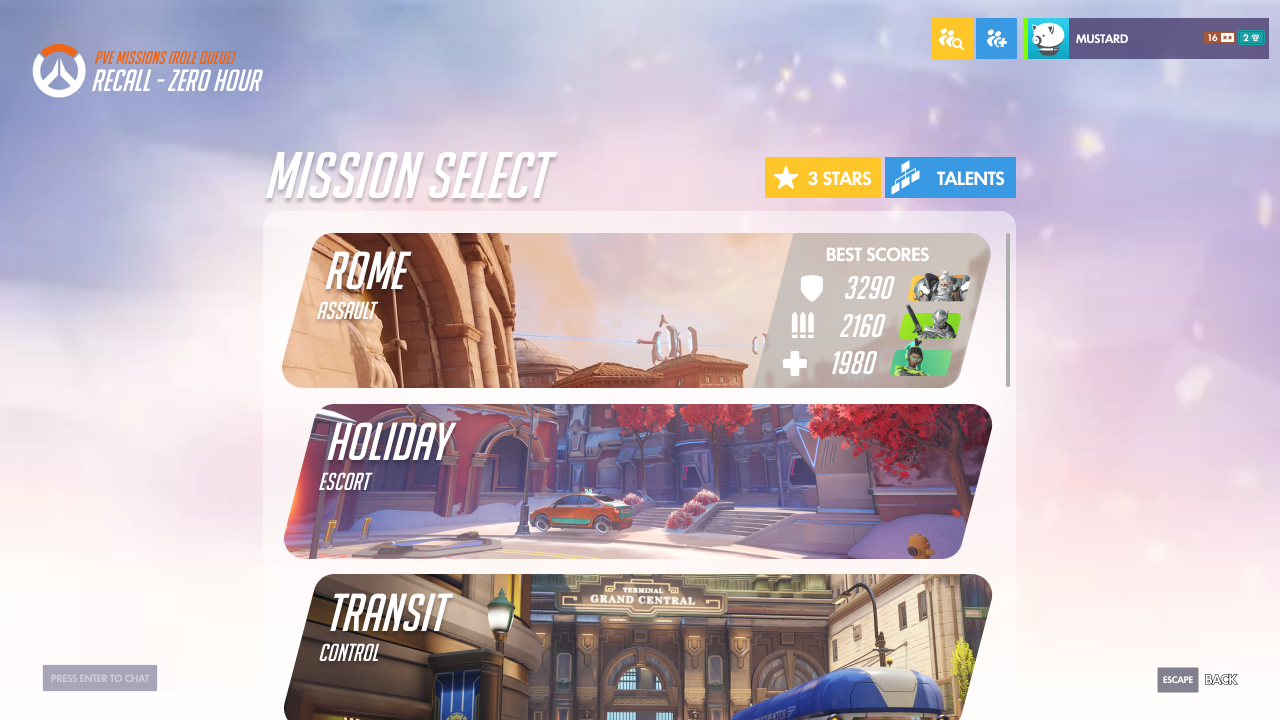 PVE MISSIONS (ROLE QUEUE)
RECALL - ZERO HOUR
MUSTARD
16
2
MISSION SELECT
3 STARS
TALENTS
ROME
ASSAULT
BEST SCORES
3290
2160
1980
HOLIDAY
ESCORT
TRANSIT
CONTROL
TERMINAL
GRAND CENTRAL
PRESS ENTER TO CHAT
ESCAPE
BACK